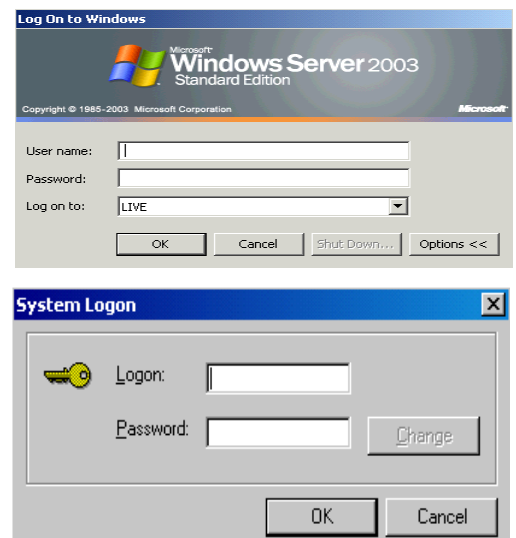 Log On to Windows
Microsoft
Windows Server 2003
Standard Edition
Copyright © 1985-2003 Microsoft Corporation Microsoft
User name:
Password:
Log on to: LIVE
OK Cancel Shut Down... Options <<
System Logon
Logon:
Password: Change
OK Cancel